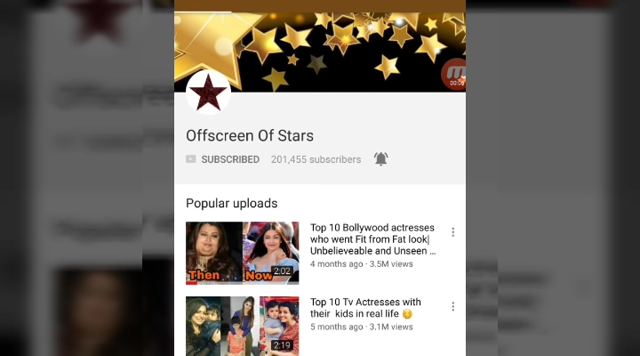 00:06
Offscreen Of Stars
SUBSCRIBED 201,455 subscribers
Popular uploads
Top 10 Bollywood actresses
who went Fit from Fat look|
Unbelieveable and Unseen ...
4 months ago · 3.5M views
Then Now 2:02
Top 10 Tv Actresses with
their kids in real life 😊
5 months ago · 3.1M views
2:19